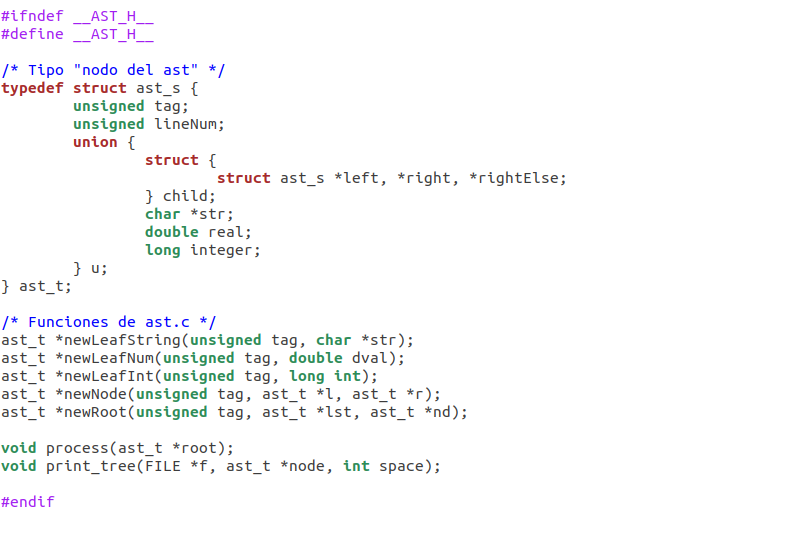 #ifndef __AST_H__
#define __AST_H__

/* Tipo "nodo del ast" */
typedef struct ast_s {
        unsigned tag;
        unsigned lineNum;
        union {
                struct {
                        struct ast_s *left, *right, *rightElse;
                } child;
                char *str;
                double real;
                long integer;
        } u;
} ast_t;

/* Funciones de ast.c */
ast_t *newLeafString(unsigned tag, char *str);
ast_t *newLeafNum(unsigned tag, double dval);
ast_t *newLeafInt(unsigned tag, long int);
ast_t *newNode(unsigned tag, ast_t *l, ast_t *r);
ast_t *newRoot(unsigned tag, ast_t *lst, ast_t *nd);

void process(ast_t *root);
void print_tree(FILE *f, ast_t *node, int space);

#endif